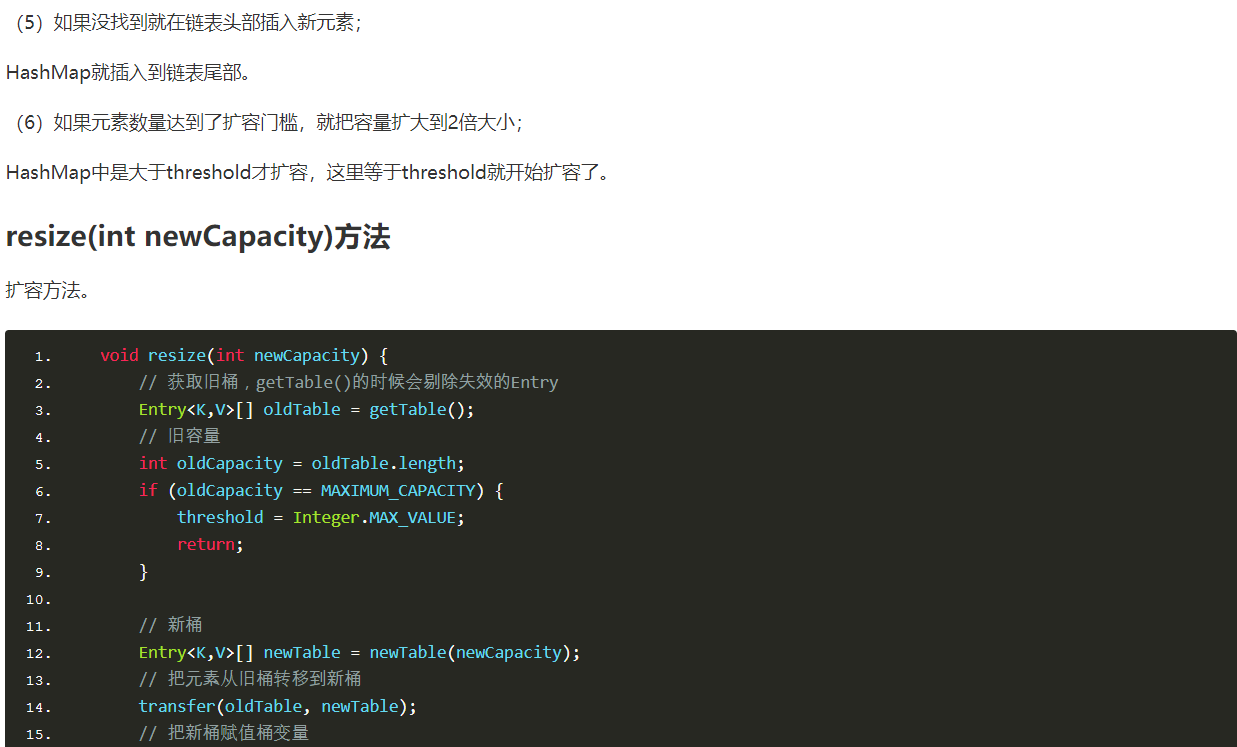 （5）如果没找到就在链表头部插入新元素；
HashMap就插入到链表尾部。
（6）如果元素数量达到了扩容门槛，就把容量扩大到2倍大小；
HashMap中是大于threshold才扩容，这里等于threshold就开始扩容了。
resize(int newCapacity)方法
扩容方法。
1. void resize(int newCapacity) {
2. // 获取旧桶，getTable()的时候会剔除失效的Entry
3. Entry<K,V>[] oldTable = getTable();
4. // 旧容量
5. int oldCapacity = oldTable.length;
6. if (oldCapacity == MAXIMUM_CAPACITY) {
7. threshold = Integer.MAX_VALUE;
8. return;
9. }
10.
11. // 新桶
12. Entry<K,V>[] newTable = newTable(newCapacity);
13. // 把元素从旧桶转移到新桶
14. transfer(oldTable, newTable);
15. // 把新桶赋值桶变量